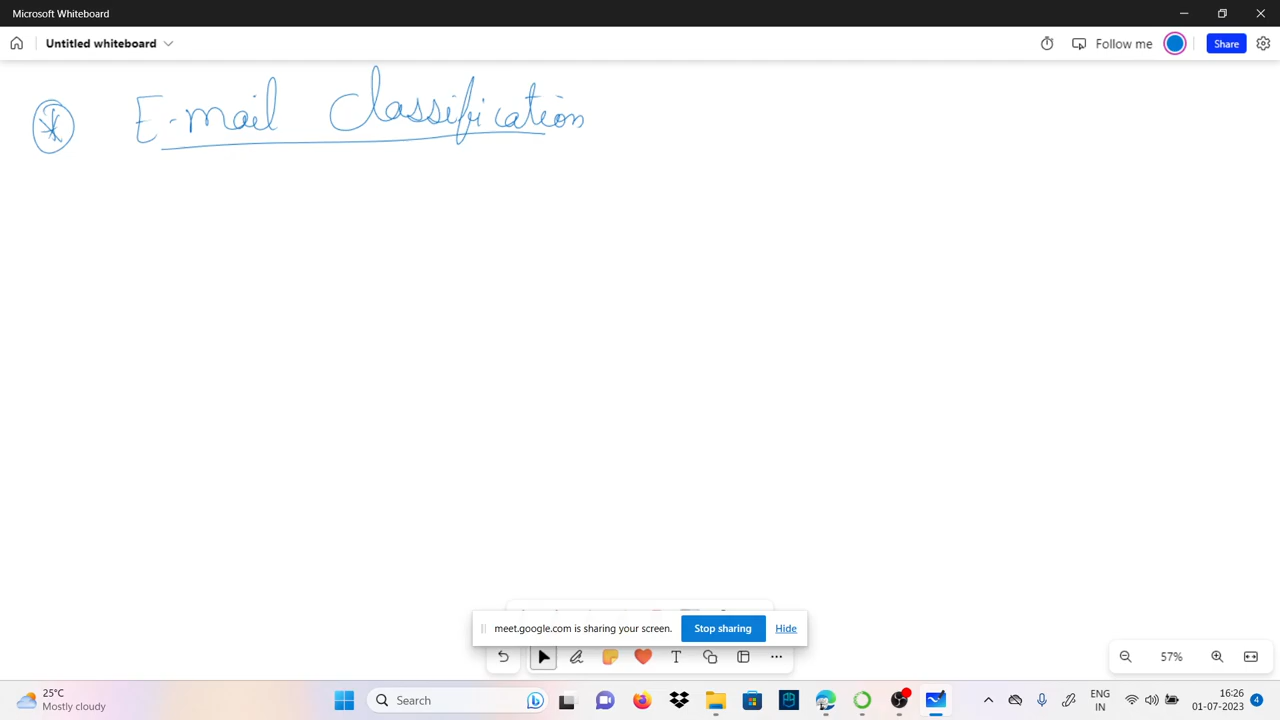 Microsoft Whiteboard
Untitled whiteboard
Follow me
Share
E-mail Classification
meet.google.com is sharing your screen.
Stop sharing
Hide
57%
25°C
Mostly cloudy
Search
ENG
IN
16:26
01-07-2023
4